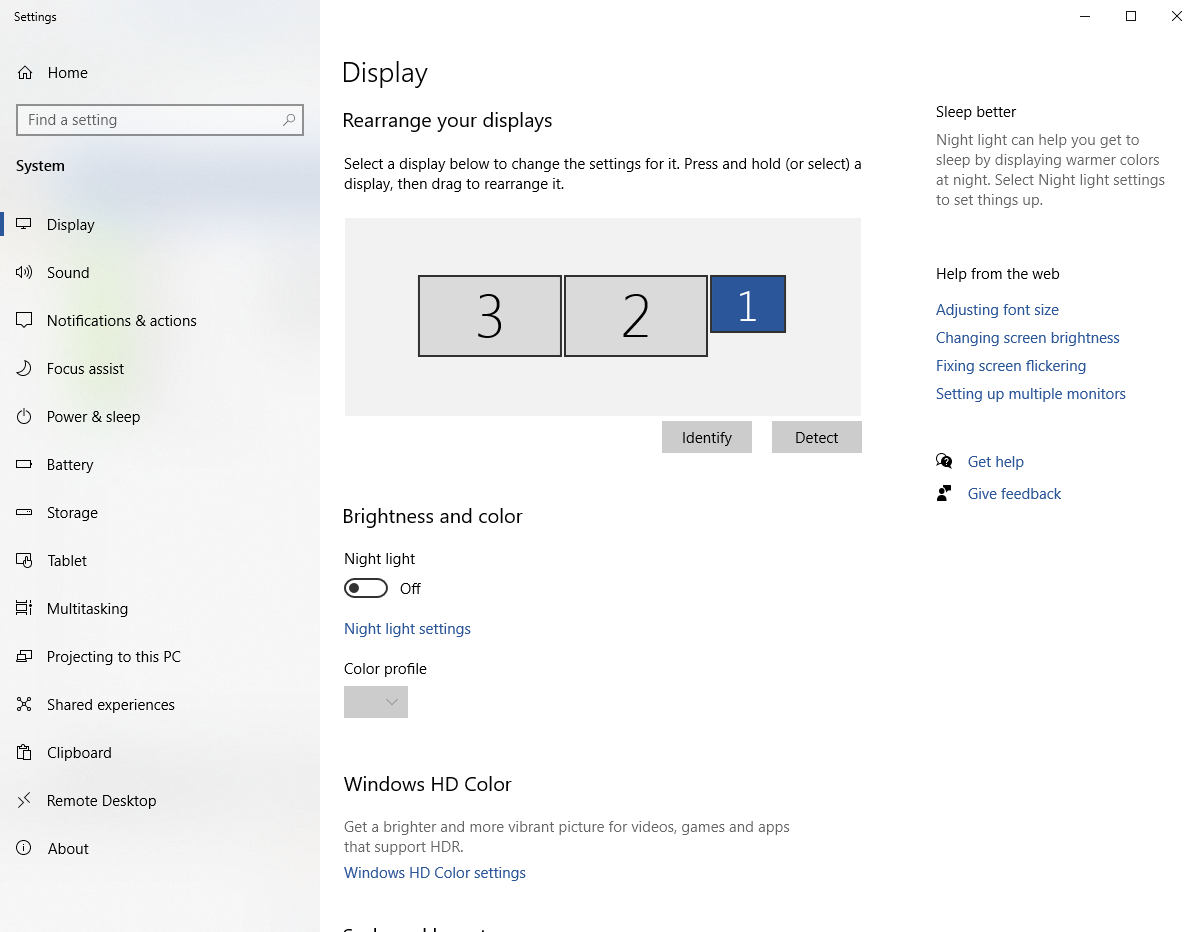 Settings
Home
Find a setting
System
Display
Sound
Notifications & actions
Focus assist
Power & sleep
Battery
Storage
Tablet
Multitasking
Projecting to this PC
Shared experiences
Clipboard
Remote Desktop
About
Display
Rearrange your displays
Select a display below to change the settings for it. Press and hold (or select) a
display, then drag to rearrange it.
3
2
1
Identify
Detect
Brightness and color
Night light
Off
Night light settings
Color profile
Windows HD Color
Get a brighter and more vibrant picture for videos, games and apps
that support HDR.
Windows HD Color settings
Sleep better
Night light can help you get to
sleep by displaying warmer colors
at night. Select Night light settings
to set things up.
Help from the web
Adjusting font size
Changing screen brightness
Fixing screen flickering
Setting up multiple monitors
Get help
Give feedback